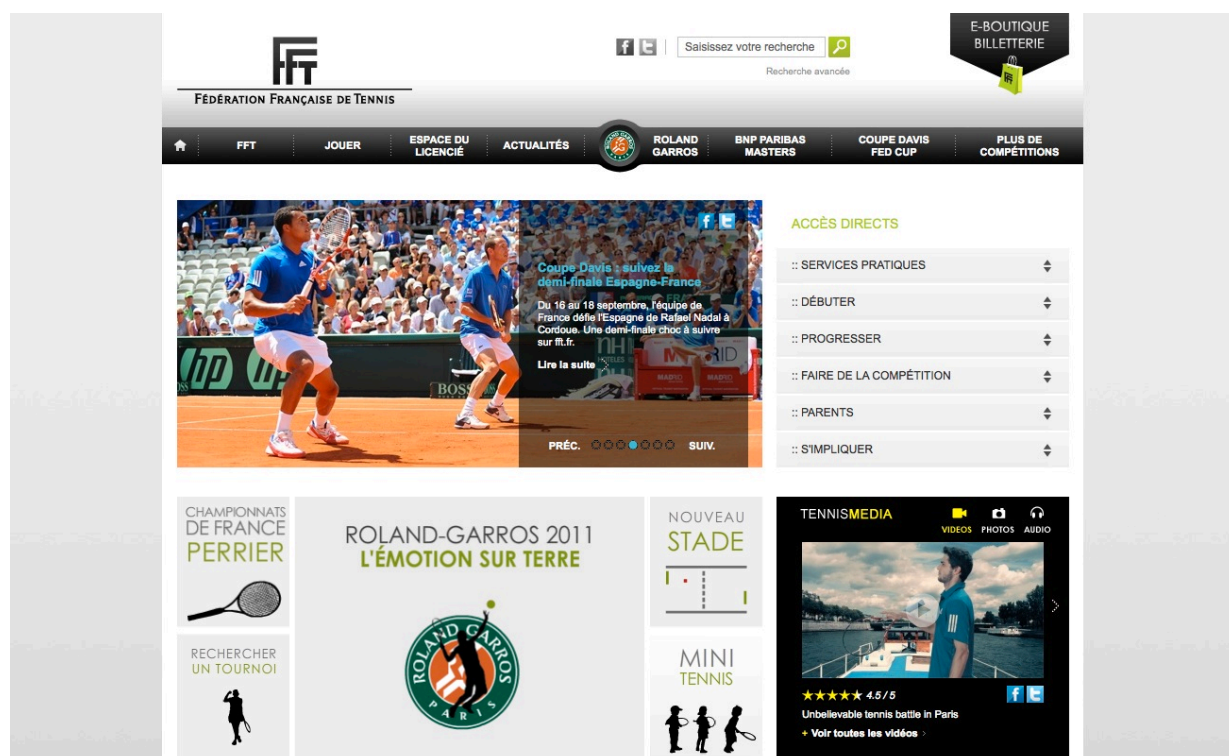 E-BOUTIQUE
BILLETTERIE
Saisissez votre recherche
Recherche avancée
FFT
FÉDÉRATION FRANÇAISE DE TENNIS
FFT
JOUER
ESPACE DU
LICENCIÉ
ACTUALITÉS
ROLAND
GARROS
BNP PARIBAS
MASTERS
COUPE DAVIS
FED CUP
PLUS DE
COMPÉTITIONS
Coupe Davis : suivez la
demi-finale Espagne-France
Du 16 au 18 septembre, l'équipe de
France défie l'Espagne de Rafael Nadal à
Cordoue. Une demi-finale choc à suivre
sur fft.fr.
Lire la suite
hp
BOSS
MADRID
PRÉC.
SUIV.
ACCÈS DIRECTS
:: SERVICES PRATIQUES
:: DÉBUTER
:: PROGRESSER
:: FAIRE DE LA COMPÉTITION
:: PARENTS
:: S'IMPLIQUER
CHAMPIONNATS
DE FRANCE
PERRIER
RECHERCHER
UN TOURNOI
ROLAND-GARROS 2011
L'ÉMOTION SUR TERRE
ROLAND GARROS
PARIS
NOUVEAU
STADE
MINI
TENNIS
TENNISMEDIA
VIDEOS PHOTOS AUDIO
4.5/5
Unbelievable tennis battle in Paris
+ Voir toutes les vidéos